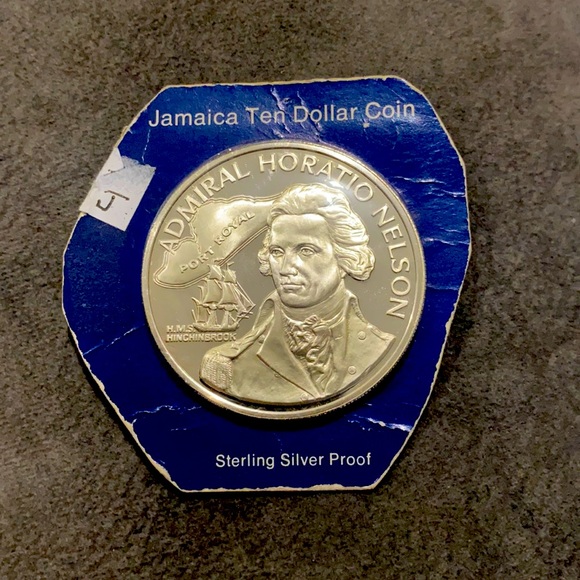 Jamaica Ten Dollar Coin
ADMIRAL HORATIO NELSON
PORT ROYAL
H.M.S.
HINCHINBROOK
Sterling Silver Proof